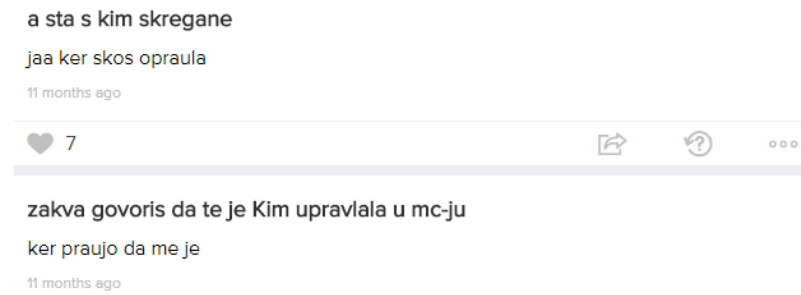 a sta s kim skregane
jaa ker skos opraula
11 months ago
7
zakva govoris da te je Kim upravlala u mc-ju
ker praujo da me je
11 months ago